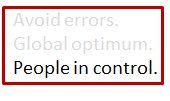 Avoid errors.
Global optimum.
People in control.